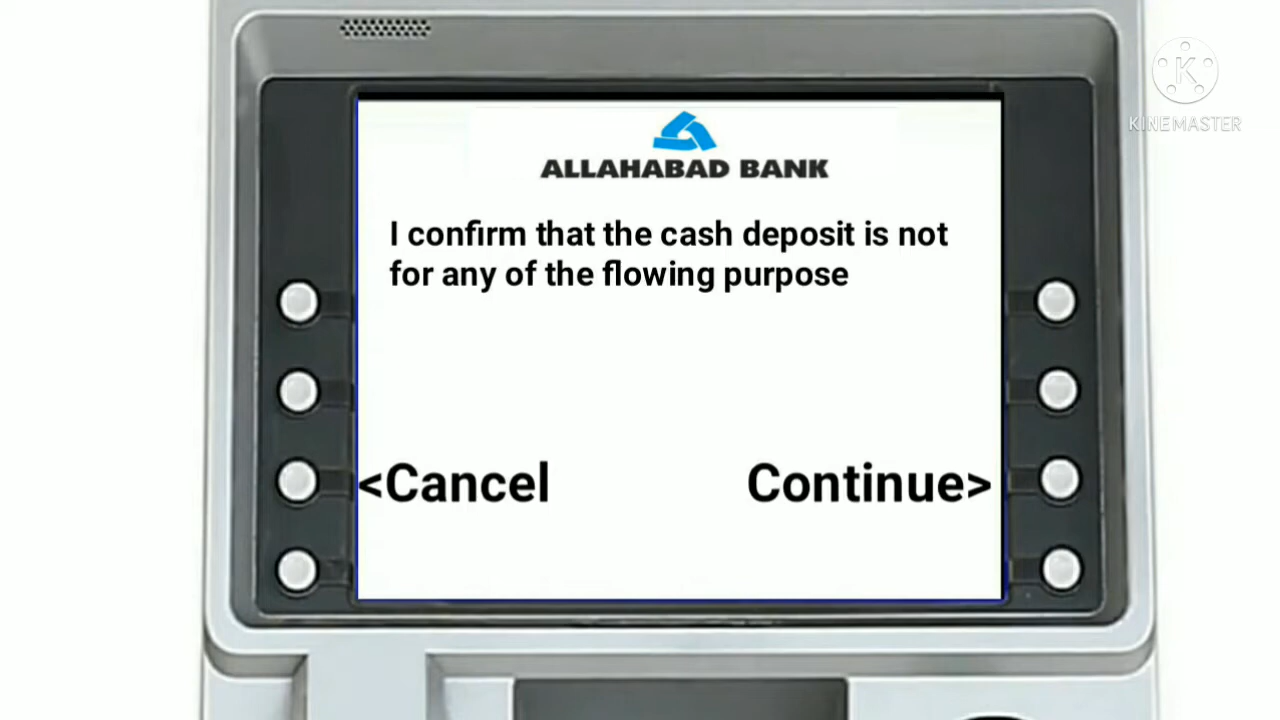 KINEMASTER
ALLAHABAD BANK
I confirm that the cash deposit is not
for any of the flowing purpose
<Cancel
Continue>